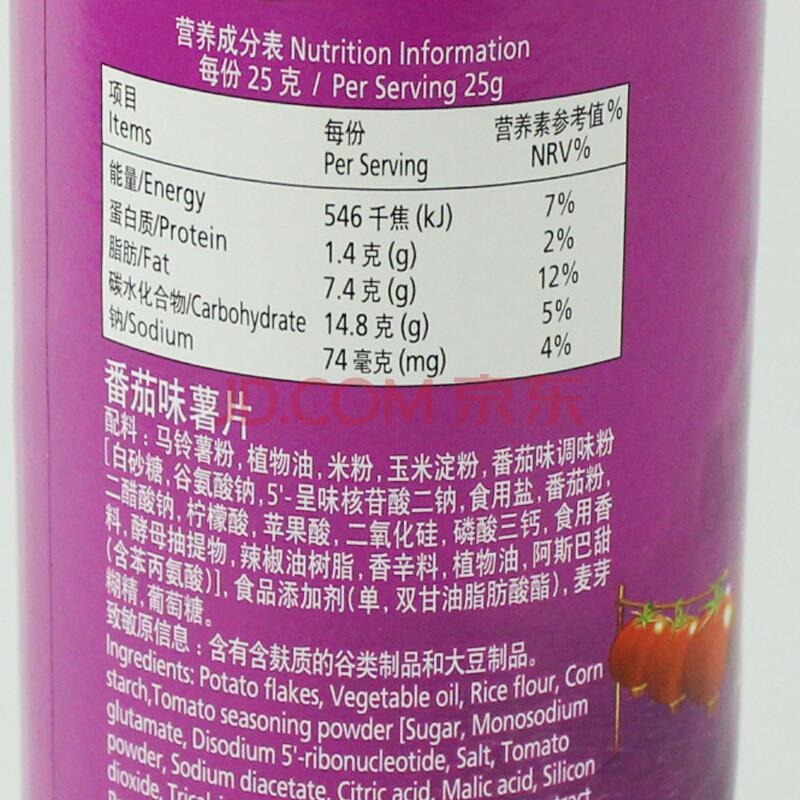 营养成分表 Nutrition Information
每份 25 克 / Per Serving 25g
项目 每份 营养素参考值 %
Items Per Serving NRV%
能量/Energy 546 千焦 (kJ) 7%
蛋白质/Protein 1.4 克 (g) 2%
脂肪/Fat 7.4 克 (g) 12%
碳水化合物/Carbohydrate 14.8 克 (g) 5%
钠/Sodium 74 毫克 (mg) 4%
JD.COM 京东
番茄味薯片
配料：马铃薯粉，植物油，米粉，玉米淀粉，番茄味调味粉
[白砂糖，谷氨酸钠，5'-呈味核苷酸二钠，食用盐，番茄粉，
二醋酸钠，柠檬酸，苹果酸，二氧化硅，磷酸三钙，食用香
料，酵母抽提物，辣椒油树脂，香辛料，植物油，阿斯巴甜
(含苯丙氨酸)]，食品添加剂(单，双甘油脂肪酸酯)，麦芽
糊精，葡萄糖。
致敏原信息：含有含麸质的谷类制品和大豆制品。
Ingredients: Potato flakes, Vegetable oil, Rice flour, Corn
starch,Tomato seasoning powder [Sugar, Monosodium
glutamate, Disodium 5'-ribonucleotide, Salt, Tomato
powder, Sodium diacetate, Citric acid, Malic acid, Silicon
dioxide,